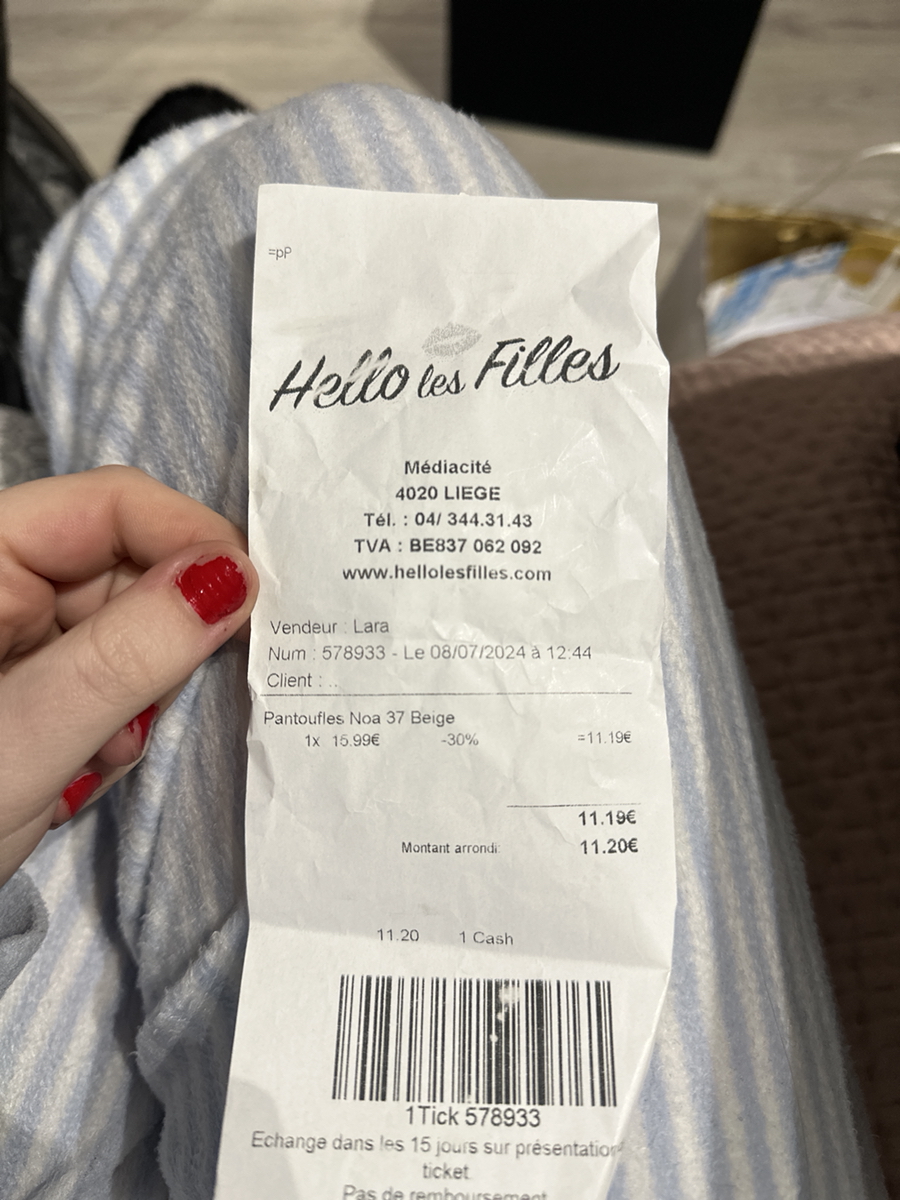 =pP
Hello les Filles
Médiacité
4020 LIEGE
Tél. : 04/ 344.31.43
TVA : BE837 062 092
www.hellolesfilles.com
Vendeur : Lara
Num : 578933 - Le 08/07/2024 à 12:44
Client : ..
Pantoufles Noa 37 Beige
1x 15.99€ -30% =11.19€
11.19€
Montant arrondi: 11.20€
11.20 1 Cash
1Tick 578933
Echange dans les 15 jours sur présentation
ticket
Pas de remboursement